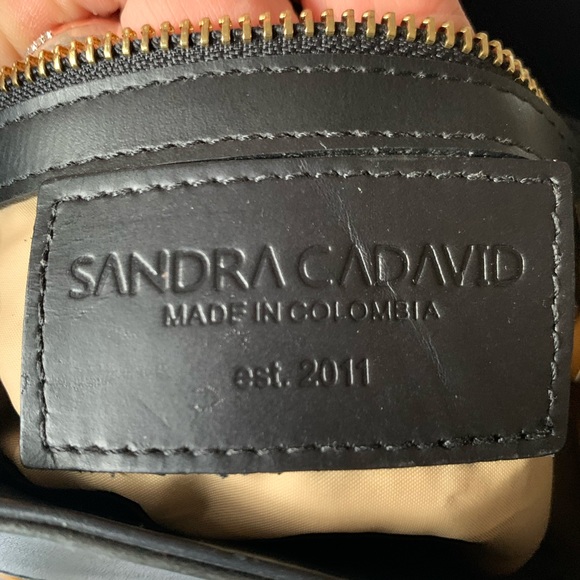 SANDRA CADAVID
MADE IN COLOMBIA
est. 2011